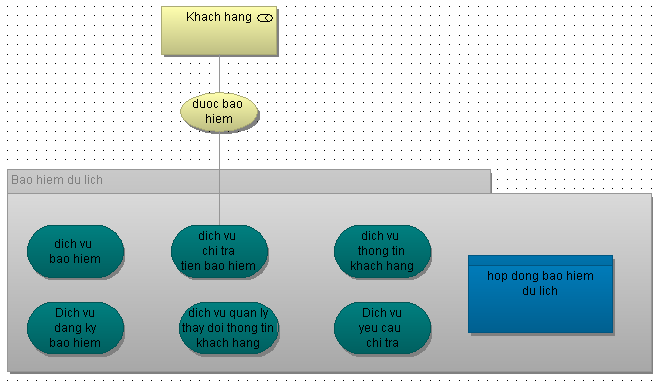 Khach hang
duoc bao
hiem
Bao hiem du lich
dich vu
bao hiem
dich vu
chi tra
tien bao hiem
dich vu
thong tin
khach hang
hop dong bao hiem
du lich
Dich vu
dang ky
bao hiem
dich vu quan ly
thay doi thong tin
khach hang
Dich vu
yeu cau
chi tra